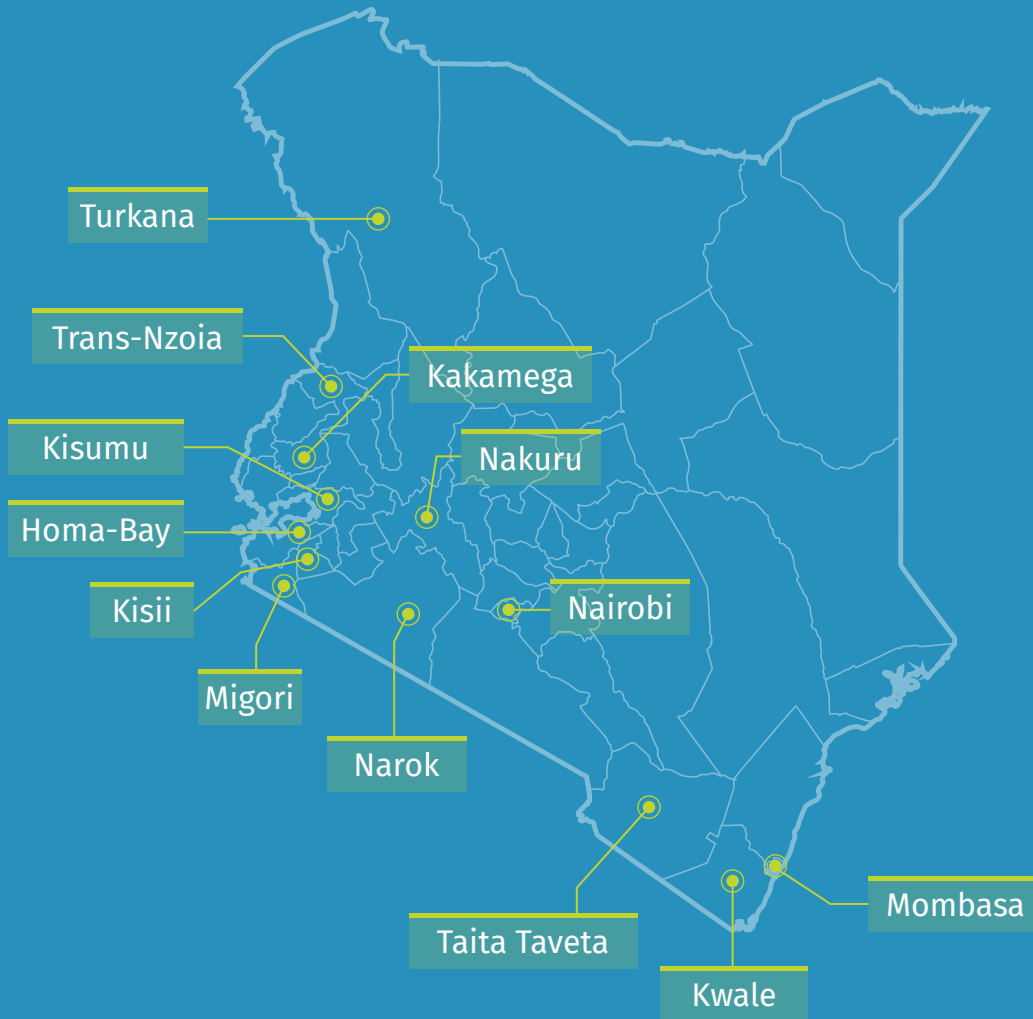 Turkana
Trans-Nzoia
Kakamega
Kisumu
Nakuru
Homa-Bay
Kisii
Nairobi
Migori
Narok
Mombasa
Taita Taveta
Kwale